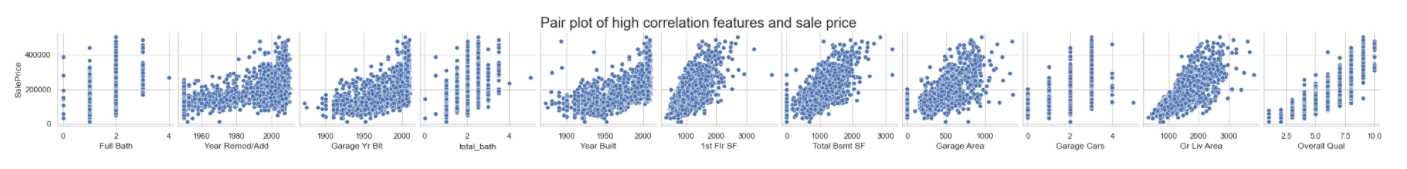 Pair plot of high correlation features and sale price
400000
200000
0
SalePrice
0 2 4
Full Bath
1960 1980 2000
Year Remod/Add
1900 1950 2000
Garage Yr Blt
0 2 4
total_bath
1900 1950 2000
Year Built
1000 2000 3000
1st Flr SF
0 1000 2000 3000
Total Bsmt SF
0 500 1000
Garage Area
0 2 4
Garage Cars
1000 2000 3000
Gr Liv Area
2.5 5.0 7.5 10.0
Overall Qual